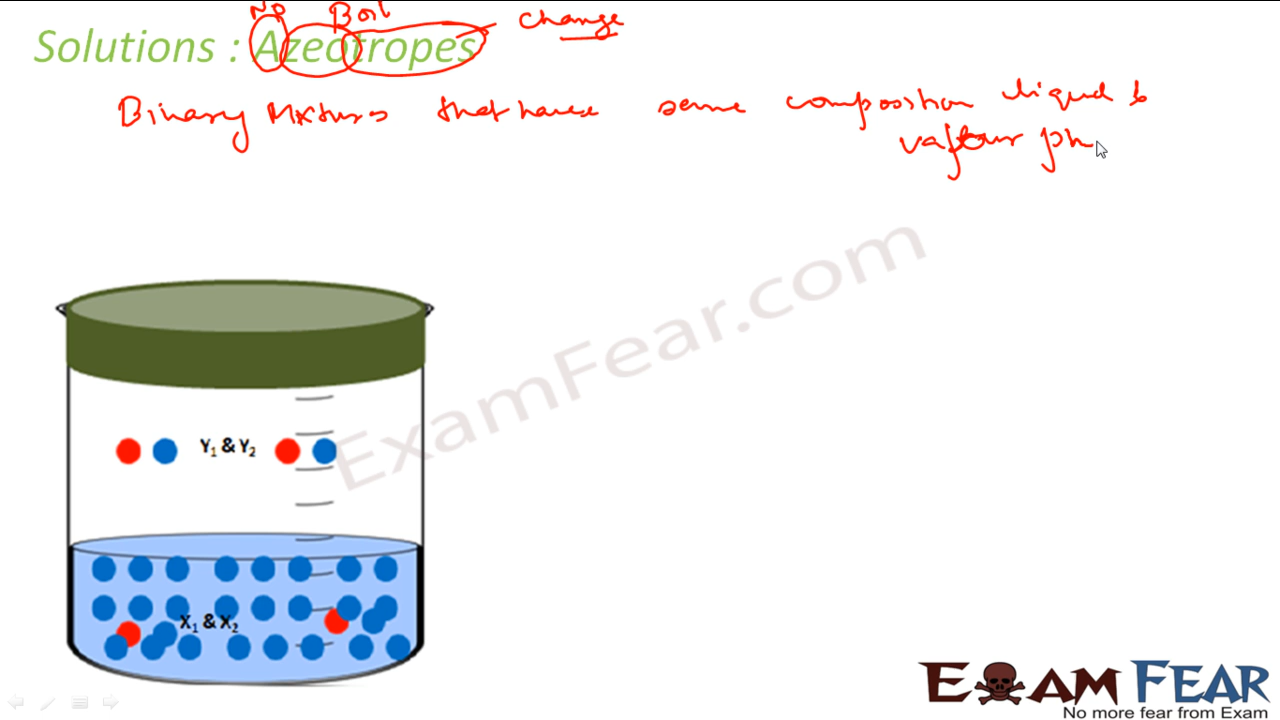 No Boil change
Solutions : Azeotropes
Binary Mixtures that have same composition liquid &
vapour ph
ExamFear.com
Y1 & Y2
X1 & X2
EXAM FEAR
No more fear from Exam